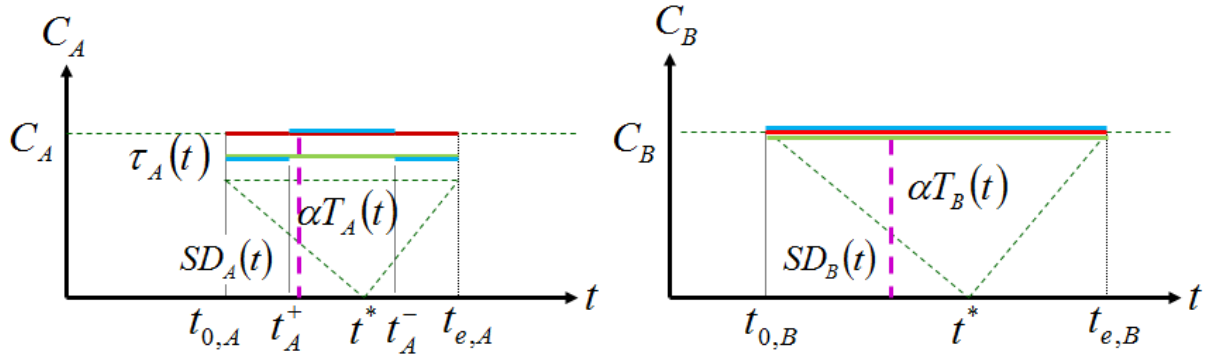 C_A
C_A
τ_A(t)
αT_A(t)
SD_A(t)
t_{0,A} t_A^+ t^* t_A^- t_{e,A}
t
C_B
C_B
αT_B(t)
SD_B(t)
t_{0,B} t^* t_{e,B}
t